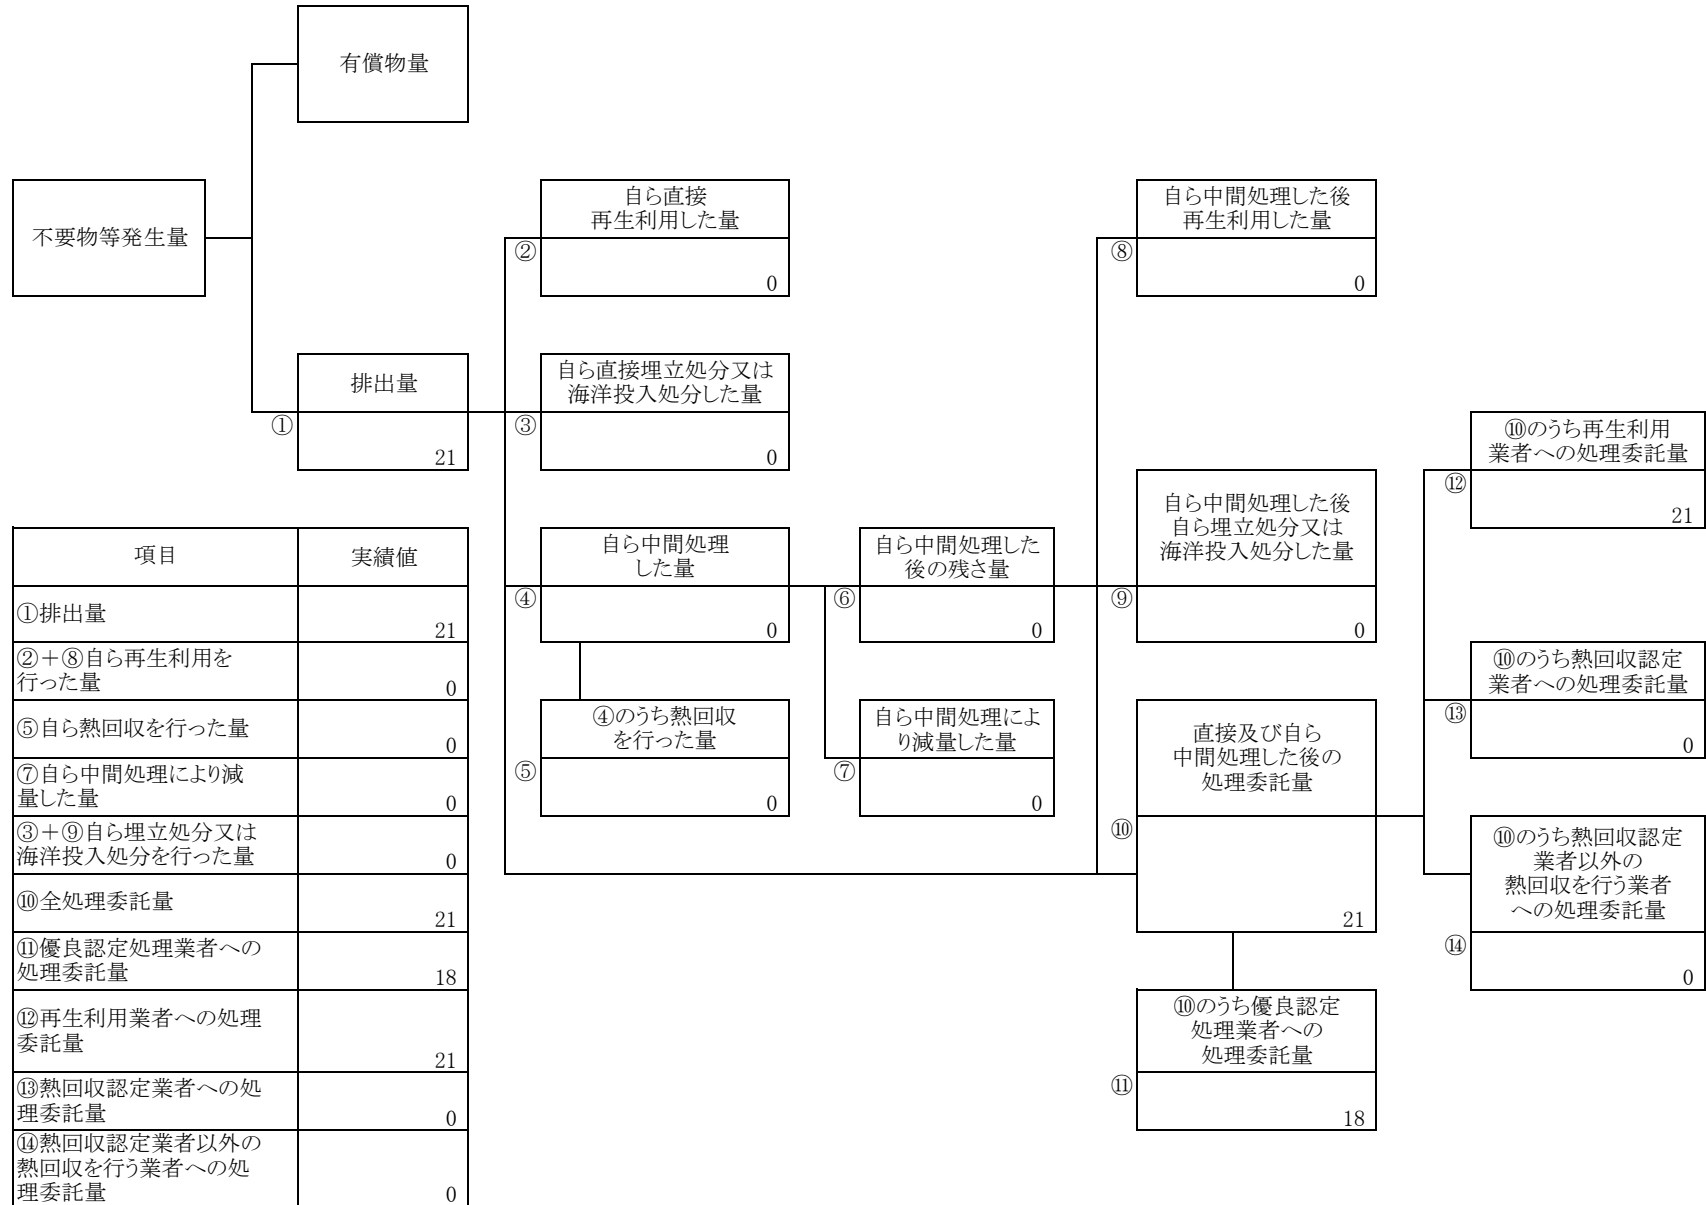 有償物量
不要物等発生量
自ら直接
再生利用した量
②
0
自ら中間処理した後
再生利用した量
⑧
0
排出量
①
21
自ら直接埋立処分又は
海洋投入処分した量
③
0
⑩のうち再生利用
業者への処理委託量
⑫
21
自ら中間処理
した量
④
0
自ら中間処理した
後の残さ量
⑥
0
自ら中間処理した後
自ら埋立処分又は
海洋投入処分した量
⑨
0
⑩のうち熱回収認定
業者への処理委託量
⑬
0
④のうち熱回収
を行った量
⑤
0
自ら中間処理によ
り減量した量
⑦
0
直接及び自ら
中間処理した後の
処理委託量
⑩
21
⑩のうち熱回収認定
業者以外の
熱回収を行う業者
への処理委託量
⑭
0
⑩のうち優良認定
処理業者への
処理委託量
⑪
18
項目 実績値
①排出量
21
②+⑧自ら再生利用を
行った量
0
⑤自ら熱回収を行った量
0
⑦自ら中間処理により減
量した量
0
③+⑨自ら埋立処分又は
海洋投入処分を行った量
0
⑩全処理委託量
21
⑪優良認定処理業者への
処理委託量
18
⑫再生利用業者への処理
委託量
21
⑬熱回収認定業者への処
理委託量
0
⑭熱回収認定業者以外の
熱回収を行う業者への処
理委託量
0